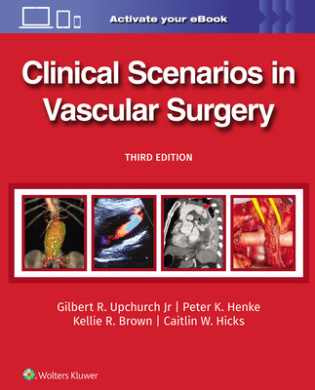 Activate your eBook
Clinical Scenarios in
Vascular Surgery
THIRD EDITION
Gilbert R. Upchurch Jr | Peter K. Henke
Kellie R. Brown | Caitlin W. Hicks
Wolters Kluwer